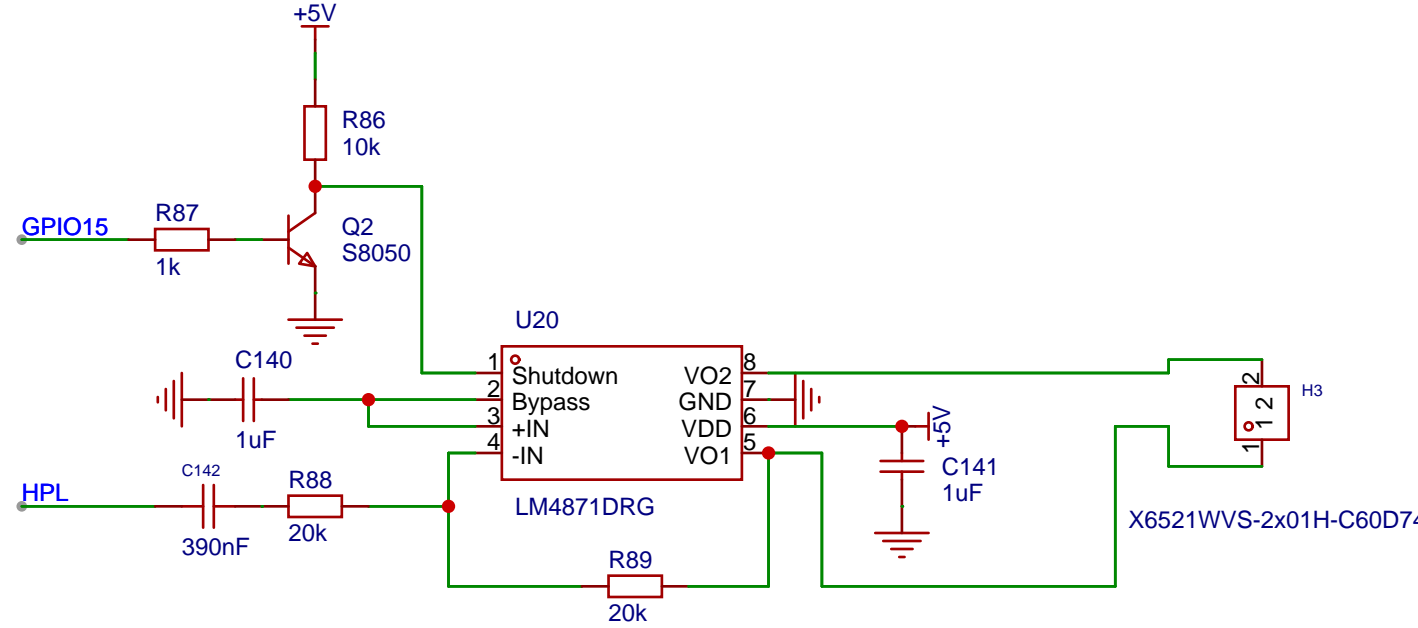 +5V
R86
10k
GPIO15
R87
1k
Q2
S8050
U20
C140
1uF
1
2
3
4
Shutdown
Bypass
+IN
-IN
VO2
GND
VDD
VO1
8
7
6
5
LM4871DRG
+5V
C141
1uF
2
1 2
1
H3
X6521WVS-2x01H-C60D74
HPL
C142
390nF
R88
20k
R89
20k